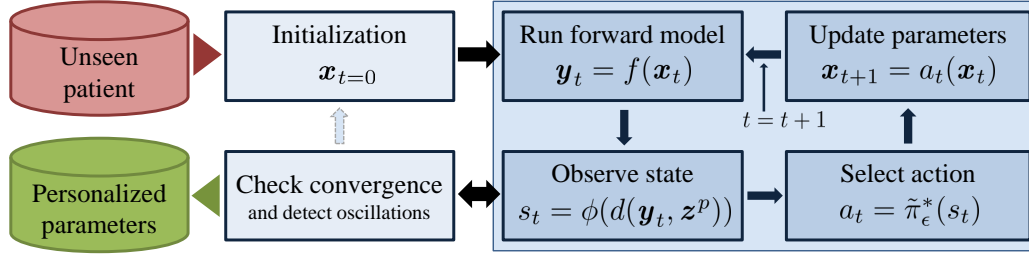 Unseen
patient
Initialization
𝒙_{t=0}
Run forward model
𝒚_t = f(𝒙_t)
Update parameters
𝒙_{t+1} = a_t(𝒙_t)
t = t + 1
Personalized
parameters
Check convergence
and detect oscillations
Observe state
s_t = ϕ(d(𝒚_t, 𝒛^p))
Select action
a_t = π̃*_ϵ(s_t)